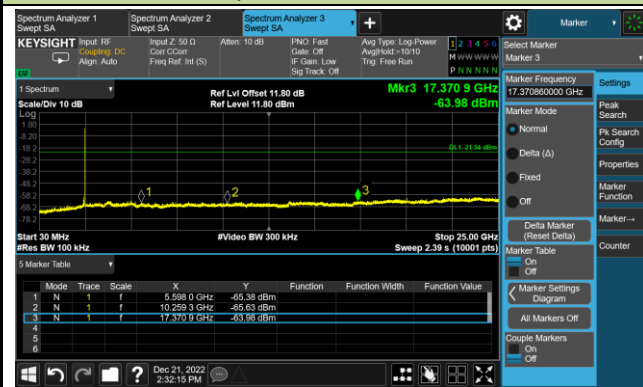 Spectrum Analyzer 1
Swept SA
Spectrum Analyzer 2
Swept SA
Spectrum Analyzer 3
Swept SA
+
Marker
KEYSIGHT
Input: RF
Coupling: DC
Align: Auto
Input Z: 50 Ω
Corr CCorr
Freq Ref: Int (S)
Atten: 10 dB
PNO: Fast
Gate: Off
IF Gain: Low
Sig Track: Off
Avg Type: Log-Power
Avg|Hold:>10/10
Trig: Free Run
1 2 3 4 5 6
M W W W W W
P N N N N N
Select Marker
Marker 3
1 Spectrum
Scale/Div 10 dB
Log
Ref Lvl Offset 11.80 dB
Ref Level 11.80 dBm
Mkr3 17.370 9 GHz
-63.98 dBm
1.80
-8.20
-18.2
-28.2
-38.2
-48.2
-58.2
-68.2
-78.2
DL1 -21.54 dBm
1
2
3
Start 30 MHz
#Res BW 100 kHz
#Video BW 300 kHz
Stop 25.00 GHz
Sweep 2.39 s (10001 pts)
5 Marker Table
Mode Trace Scale X Y Function Function Width Function Value
1 N 1 f 5.598 0 GHz -65.38 dBm
2 N 1 f 10.259 3 GHz -65.63 dBm
3 N 1 f 17.370 9 GHz -63.98 dBm
4
5
6
Marker Frequency
17.370860000 GHz
Marker Mode
Normal
Delta (Δ)
Fixed
Off
Delta Marker
(Reset Delta)
Marker Table
On
Off
Marker Settings
Diagram
All Markers Off
Couple Markers
On
Off
Settings
Peak
Search
Pk Search
Config
Properties
Marker
Function
Marker→
Counter
?
Dec 21, 2022
2:32:15 PM